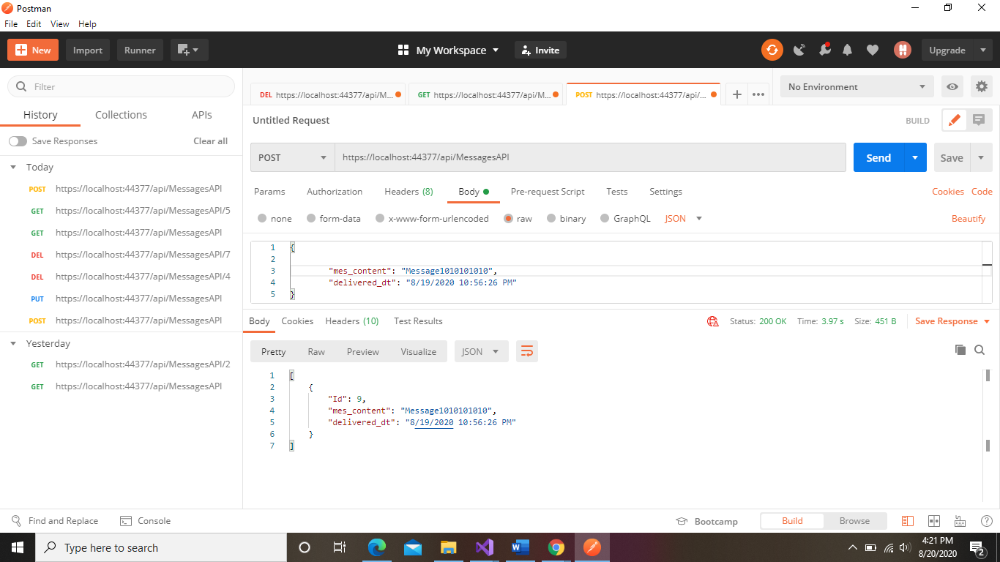 Postman
File Edit View Help
New Import Runner My Workspace Invite Upgrade
Filter
History Collections APIs
Save Responses Clear all
Today
POST https://localhost:44377/api/MessagesAPI
GET https://localhost:44377/api/MessagesAPI/5
GET https://localhost:44377/api/MessagesAPI
DEL https://localhost:44377/api/MessagesAPI/7
DEL https://localhost:44377/api/MessagesAPI/4
PUT https://localhost:44377/api/MessagesAPI
POST https://localhost:44377/api/MessagesAPI
Yesterday
GET https://localhost:44377/api/MessagesAPI/2
GET https://localhost:44377/api/MessagesAPI
DEL https://localhost:44377/api/M... GET https://localhost:44377/api/M... POST https://localhost:44377/api/... No Environment
Untitled Request BUILD
POST https://localhost:44377/api/MessagesAPI Send Save
Params Authorization Headers (8) Body Pre-request Script Tests Settings Cookies Code
none form-data x-www-form-urlencoded raw binary GraphQL JSON Beautify
1 {
2
3 "mes_content": "Message1010101010",
4 "delivered_dt": "8/19/2020 10:56:26 PM"
5 }
Body Cookies Headers (10) Test Results Status: 200 OK Time: 3.97 s Size: 451 B Save Response
Pretty Raw Preview Visualize JSON
1 [
2 {
3 "Id": 9,
4 "mes_content": "Message1010101010",
5 "delivered_dt": "8/19/2020 10:56:26 PM"
6 }
7 ]
Find and Replace Console Bootcamp Build Browse
Type here to search
4:21 PM
8/20/2020
2